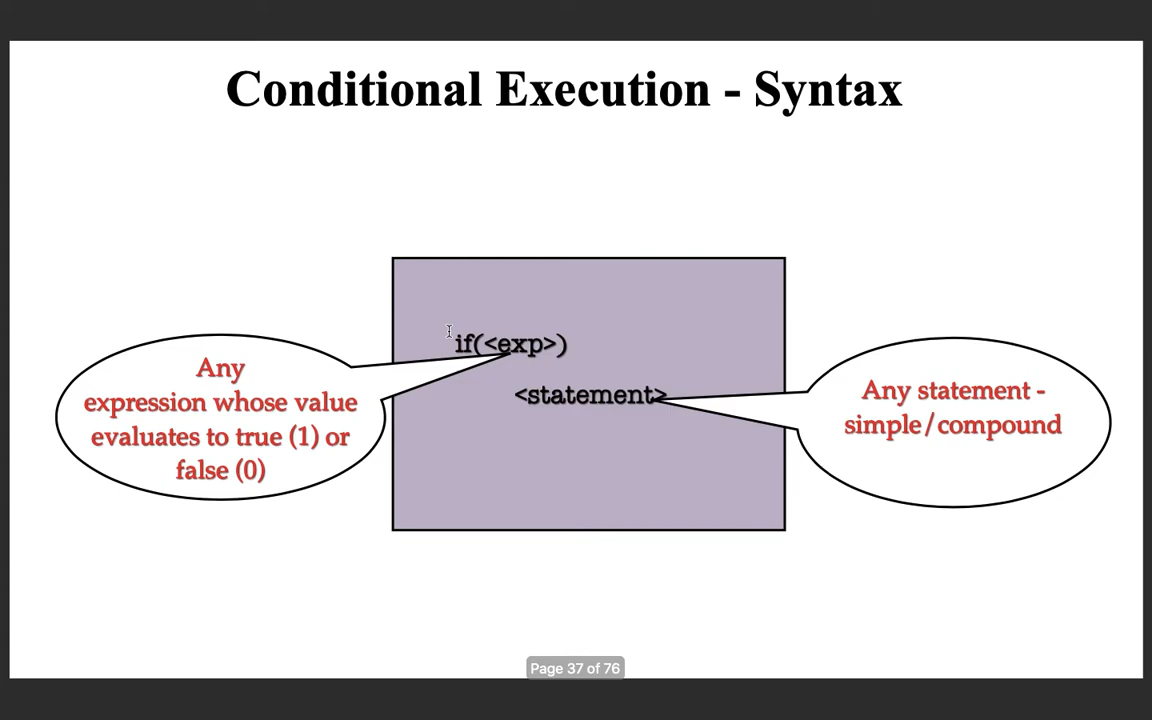 Conditional Execution - Syntax
if(<exp>)
<statement>
Any
expression whose value
evaluates to true (1) or
false (0)
Any statement -
simple/compound
Page 37 of 76